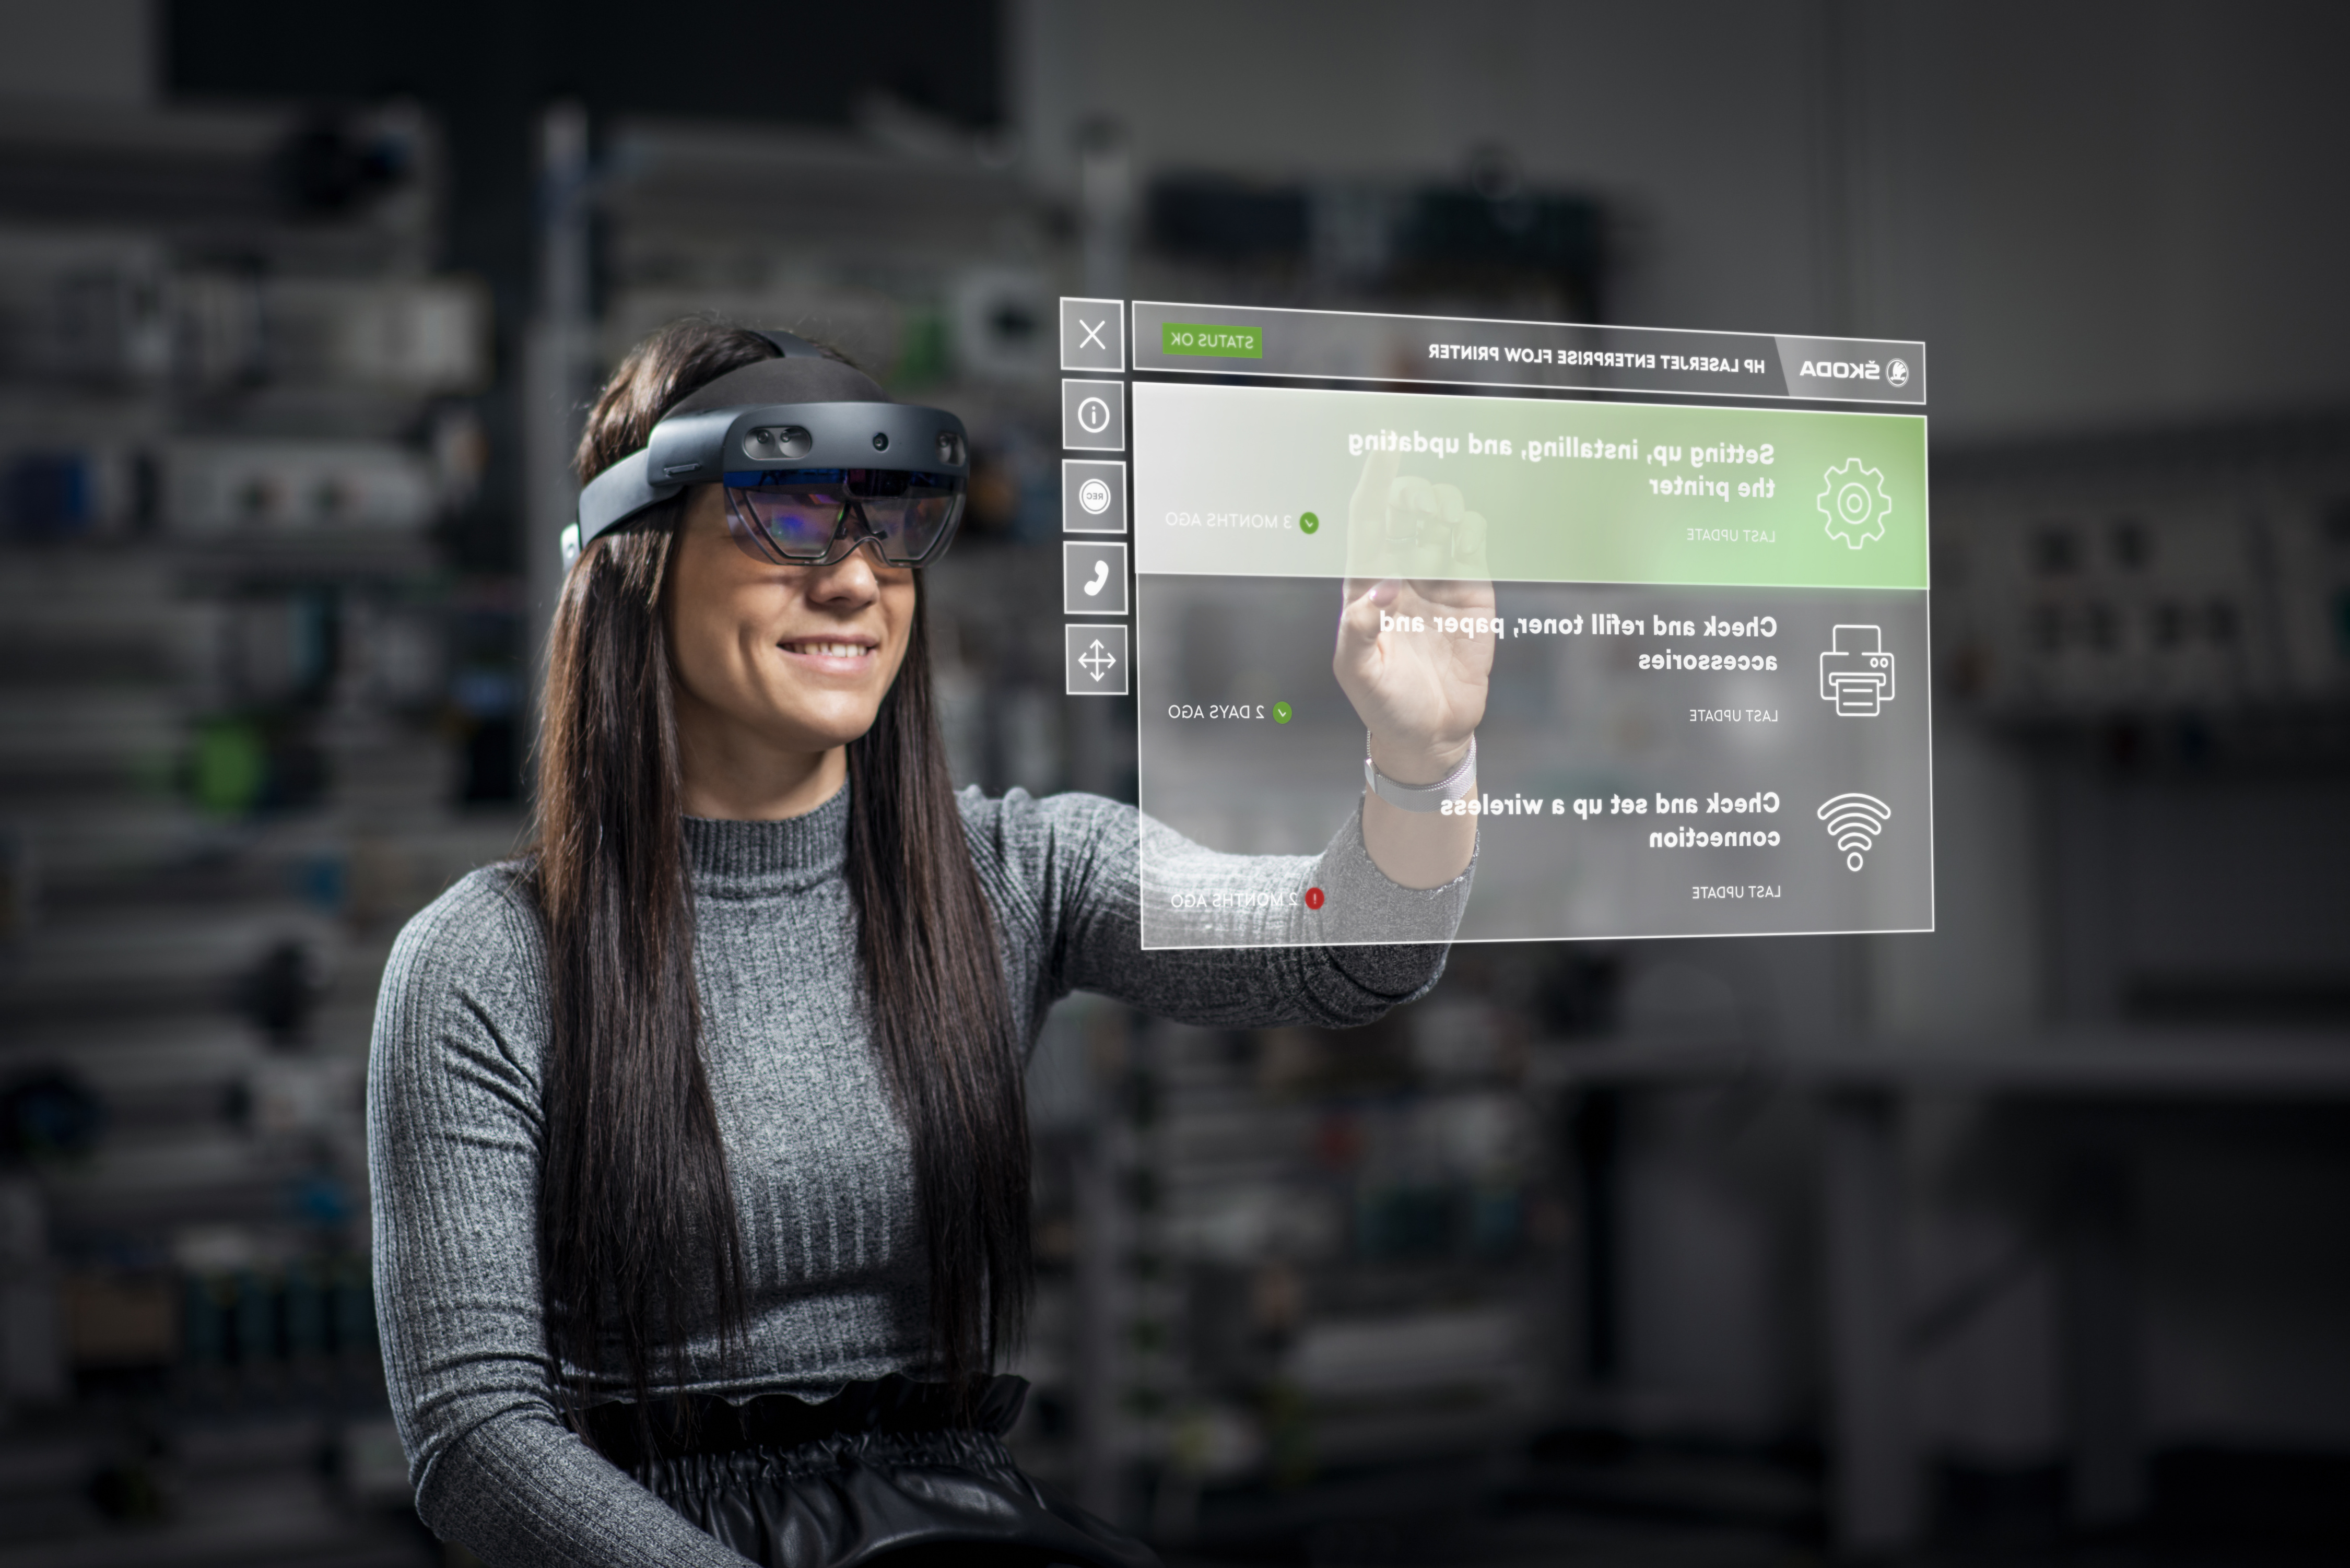 ŠKODA
HP LASERJET ENTERPRISE FLOW PRINTER
STATUS OK
Setting up, installing, and updating
the printer
LAST UPDATE
3 MONTHS AGO
Check and refill toner, paper, paper and
accessories
LAST UPDATE
2 DAYS AGO
Check and set up a wireless
connection
LAST UPDATE
2 MONTHS AGO
REC